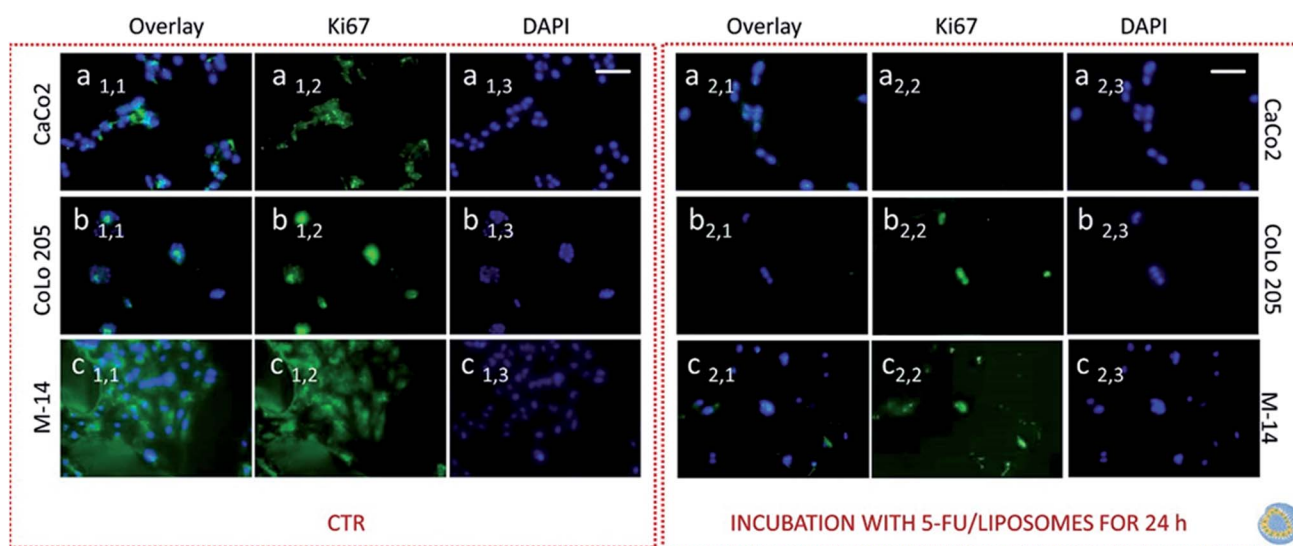 Overlay Ki67 DAPI Overlay Ki67 DAPI
CaCo2 a 1,1 a 1,2 a 1,3 a 2,1 a 2,2 a 2,3 CaCo2
CoLo 205 b 1,1 b 1,2 b 1,3 b 2,1 b 2,2 b 2,3 CoLo 205
M-14 c 1,1 c 1,2 c 1,3 c 2,1 c 2,2 c 2,3 M-14
CTR INCUBATION WITH 5-FU/LIPOSOMES FOR 24 h